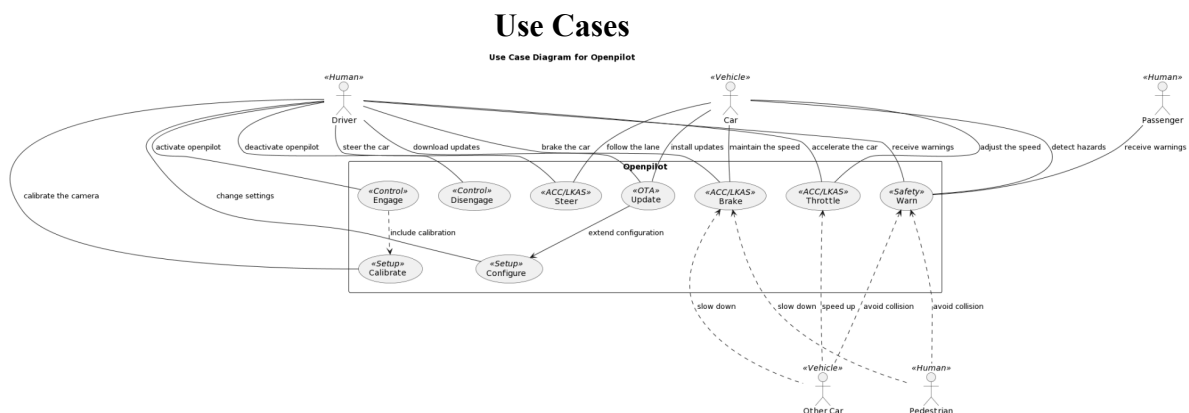 Use Cases
Use Case Diagram for Openpilot
«Human»
Driver
«Vehicle»
Car
«Human»
Passenger
activate openpilot
deactivate openpilot
steer the car
download updates
brake the car
follow the lane
install updates
maintain the speed
accelerate the car
receive warnings
adjust the speed
detect hazards
receive warnings
Openpilot
calibrate the camera
change settings
«Control»
Engage
«Control»
Disengage
«ACC/LKAS»
Steer
«OTA»
Update
«ACC/LKAS»
Brake
«ACC/LKAS»
Throttle
«Safety»
Warn
include calibration
extend configuration
«Setup»
Calibrate
«Setup»
Configure
slow down
slow down
speed up
avoid collision
avoid collision
«Vehicle»
Other Car
«Human»
Pedestrian